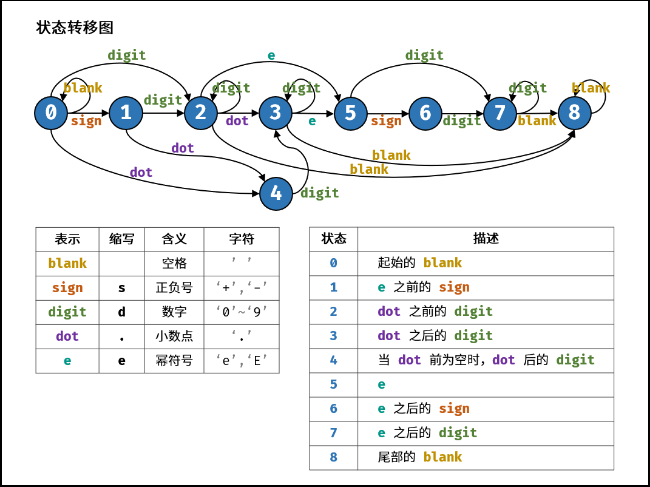 状态转移图
digit e digit
blank digit digit digit blank
0 sign 1 digit 2 dot 3 e 5 sign 6 digit 7 blank 8
dot blank
dot blank
4 digit
表示 缩写 含义 字符
blank 空格 ' '
sign s 正负号 '+','-'
digit d 数字 '0'~'9'
dot . 小数点 '.'
e e 幂符号 'e','E'
状态 描述
0 起始的 blank
1 e 之前的 sign
2 dot 之前的 digit
3 dot 之后的 digit
4 当 dot 前为空时，dot 后的 digit
5 e
6 e 之后的 sign
7 e 之后的 digit
8 尾部的 blank